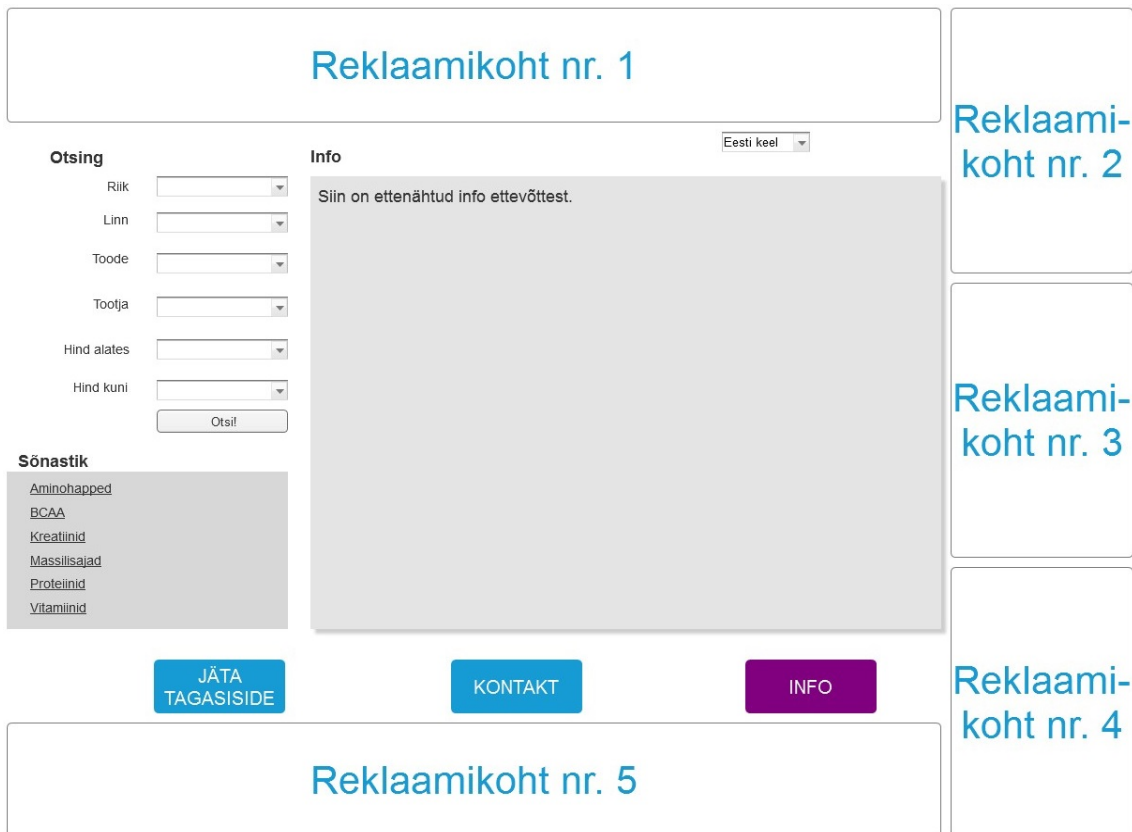 Reklaamikoht nr. 1
Reklaami-
koht nr. 2
Eesti keel
Otsing
Riik
Linn
Toode
Tootja
Hind alates
Hind kuni
Otsi!
Info
Siin on ettenähtud info ettevõttest.
Reklaami-
koht nr. 3
Sõnastik
Aminohapped
BCAA
Kreatiinid
Massilisajad
Proteiinid
Vitamiinid
JÄTA
TAGASISIDE
KONTAKT
INFO
Reklaami-
koht nr. 4
Reklaamikoht nr. 5